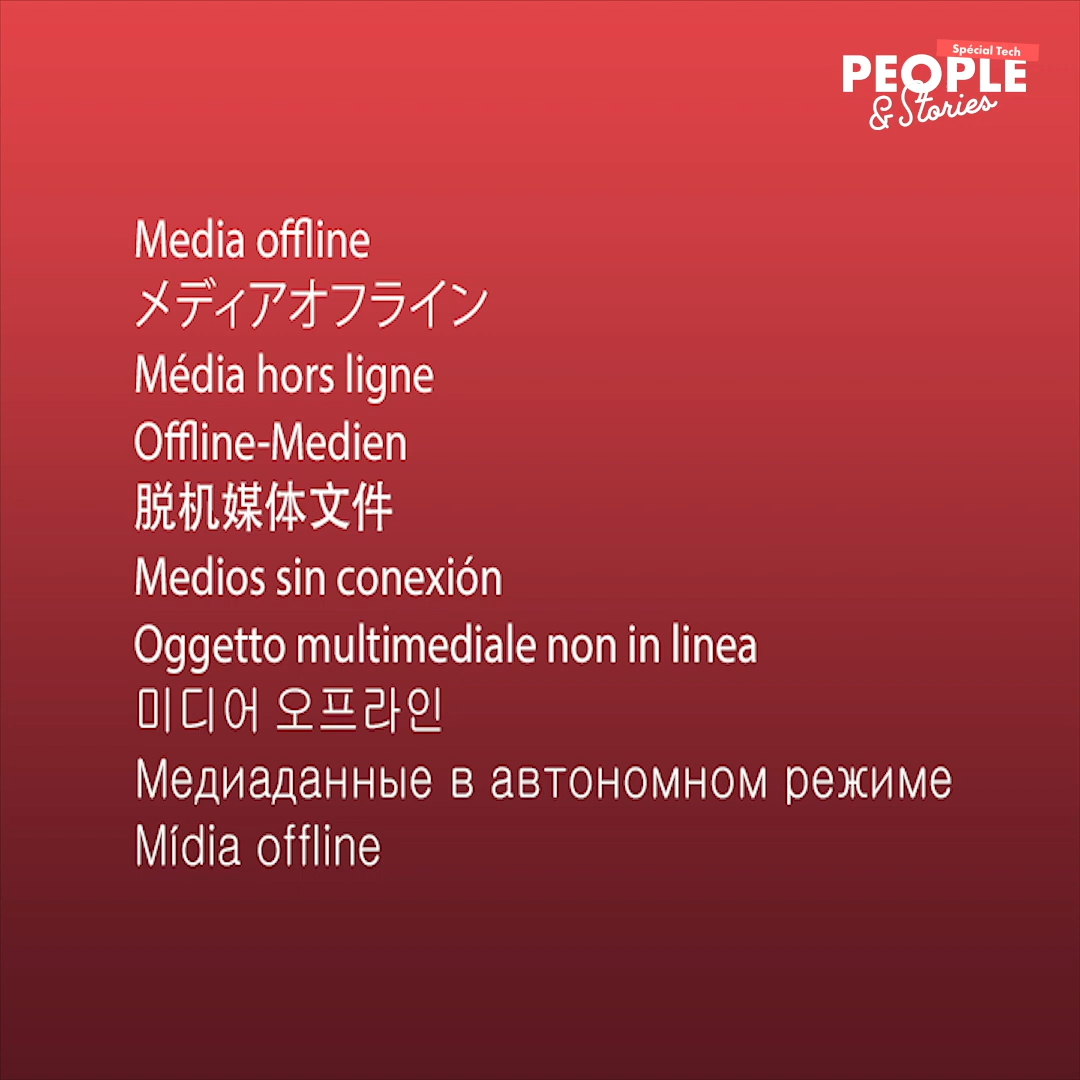 Spécial Tech
PEOPLE
& Stories
Media offline
メディアオフライン
Média hors ligne
Offline-Medien
脱机媒体文件
Medios sin conexión
Oggetto multimediale non in linea
미디어 오프라인
Медиаданные в автономном режиме
Mídia offline